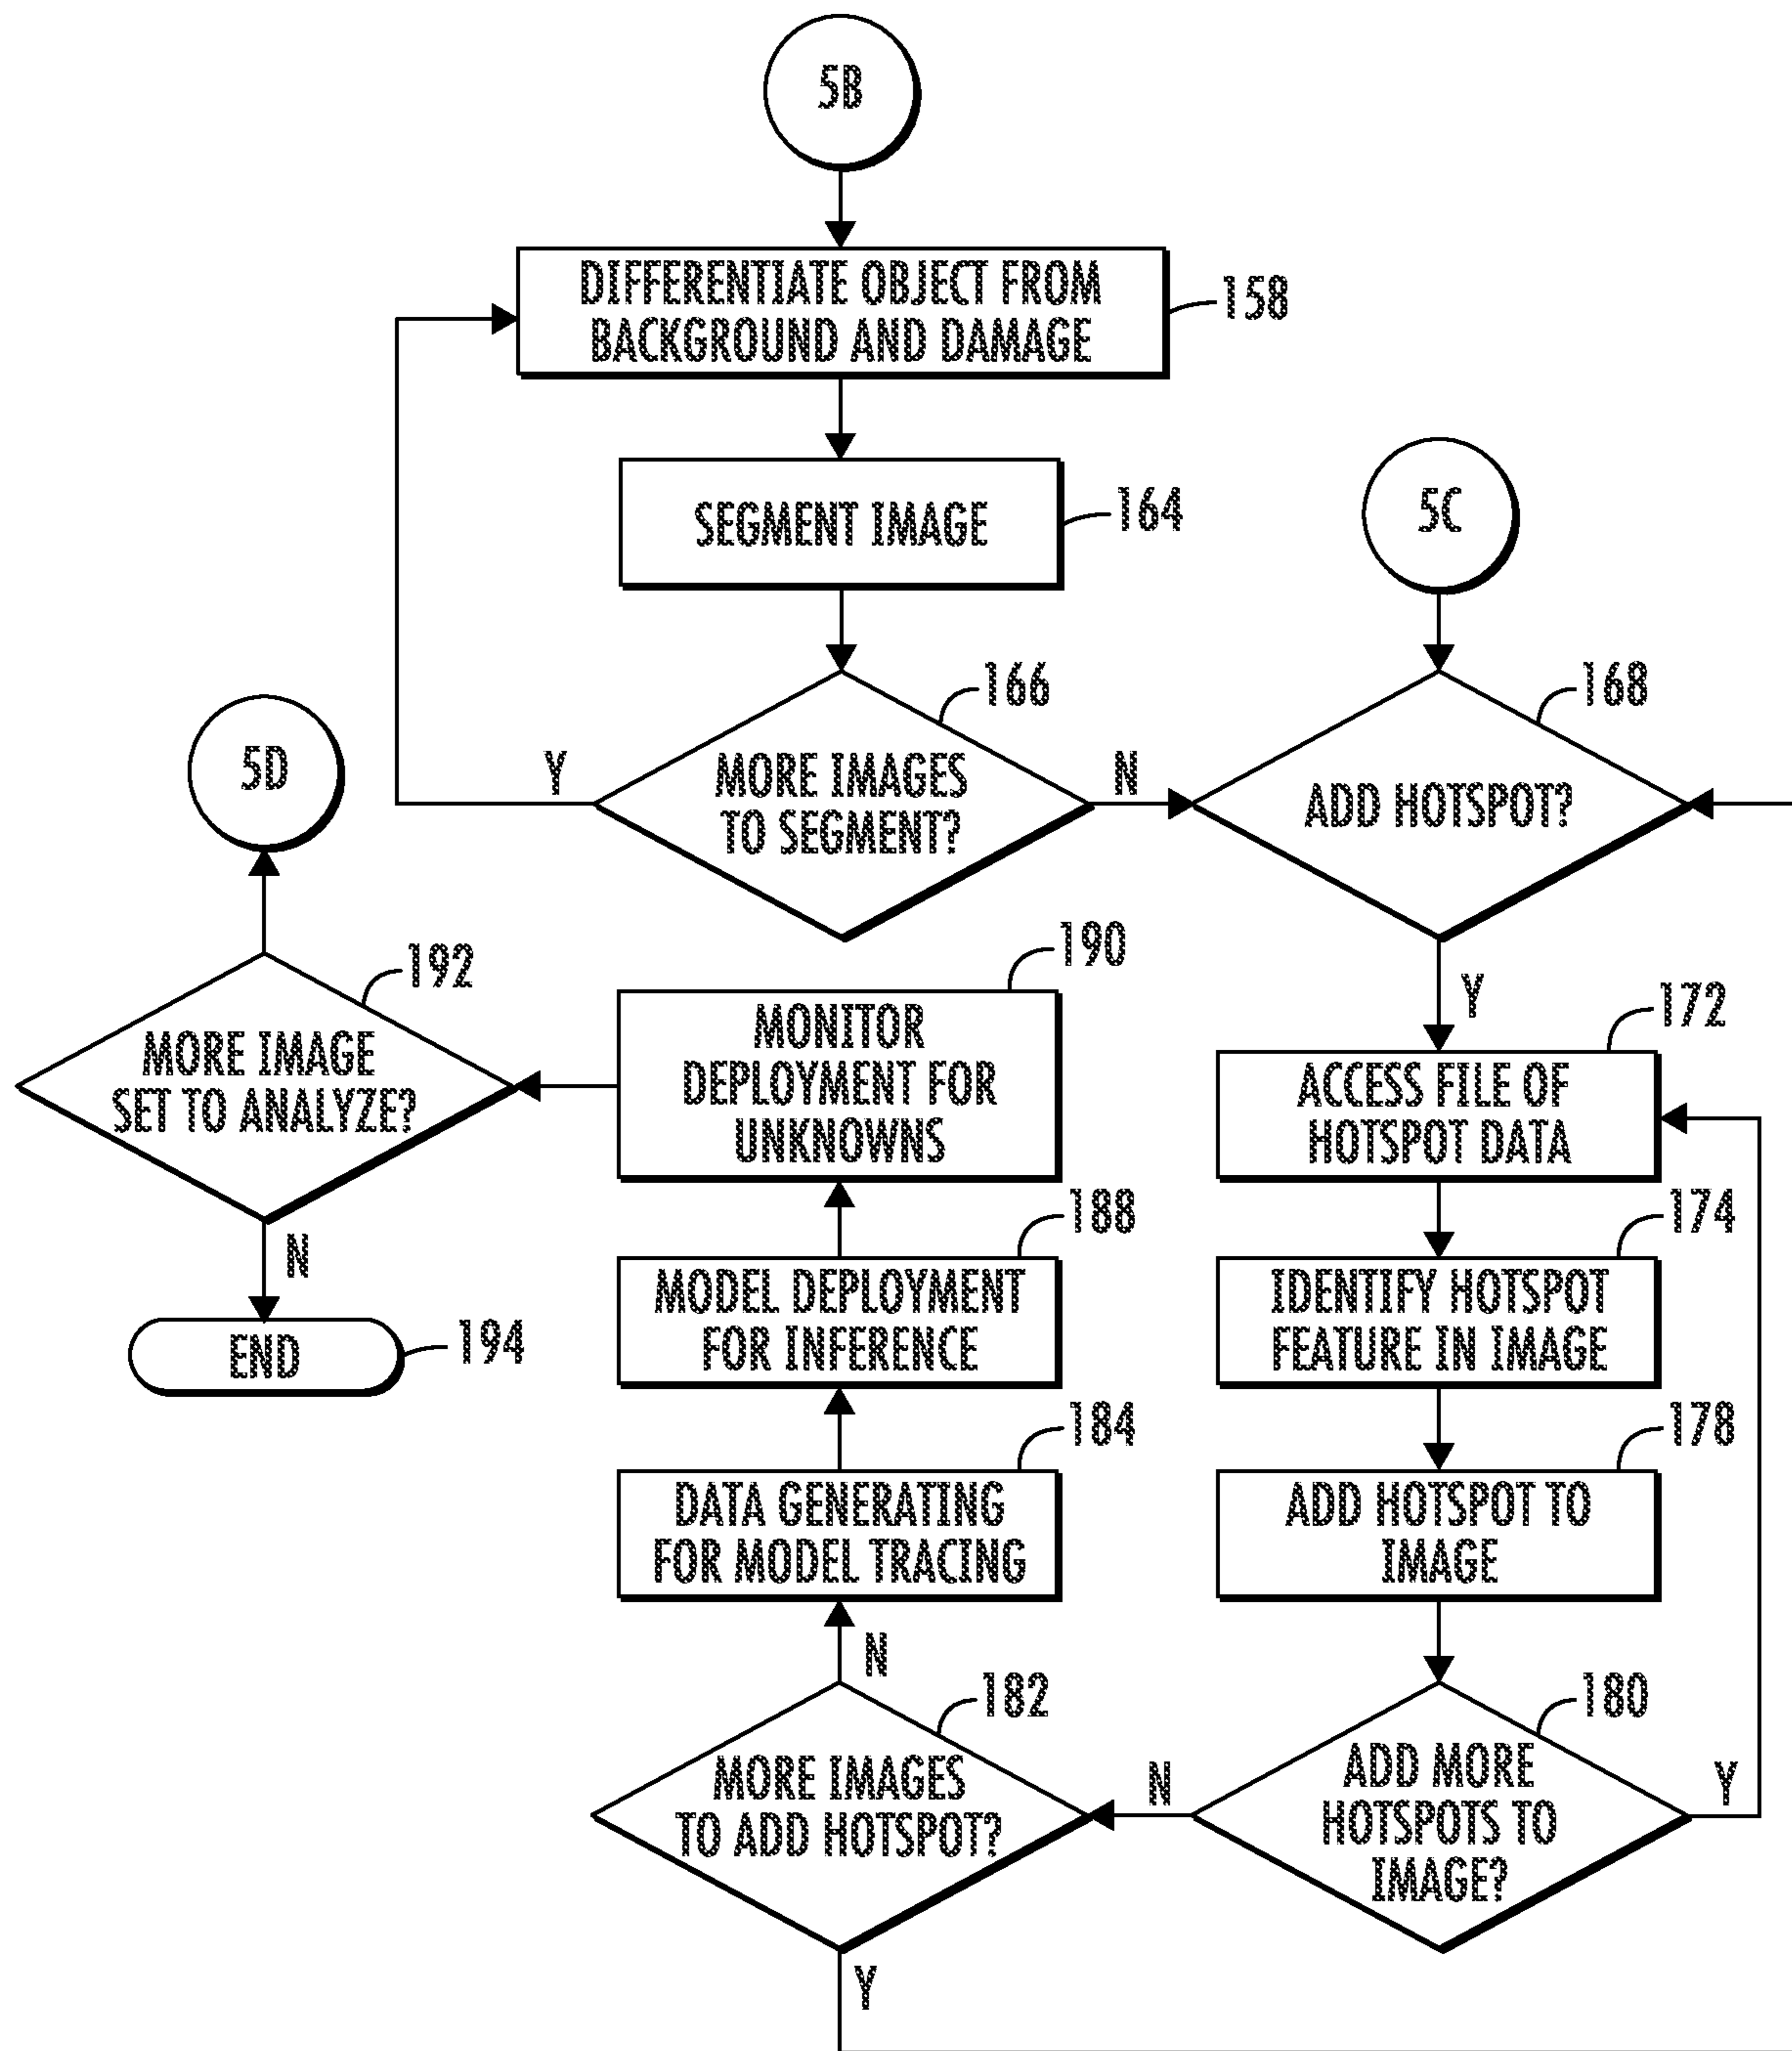 5B
DIFFERENTIATE OBJECT FROM
BACKGROUND AND DAMAGE
158
SEGMENT IMAGE
164
5C
166
MORE IMAGES
TO SEGMENT?
Y
N
168
ADD HOTSPOT?
Y
5D
192
MORE IMAGE
SET TO ANALYZE?
N
END
194
190
MONITOR
DEPLOYMENT FOR
UNKNOWNS
172
ACCESS FILE OF
HOTSPOT DATA
188
MODEL DEPLOYMENT
FOR INFERENCE
174
IDENTIFY HOTSPOT
FEATURE IN IMAGE
184
DATA GENERATING
FOR MODEL TRACING
178
ADD HOTSPOT TO
IMAGE
N
182
MORE IMAGES
TO ADD HOTSPOT?
Y
N
180
ADD MORE
HOTSPOTS TO
IMAGE?
Y